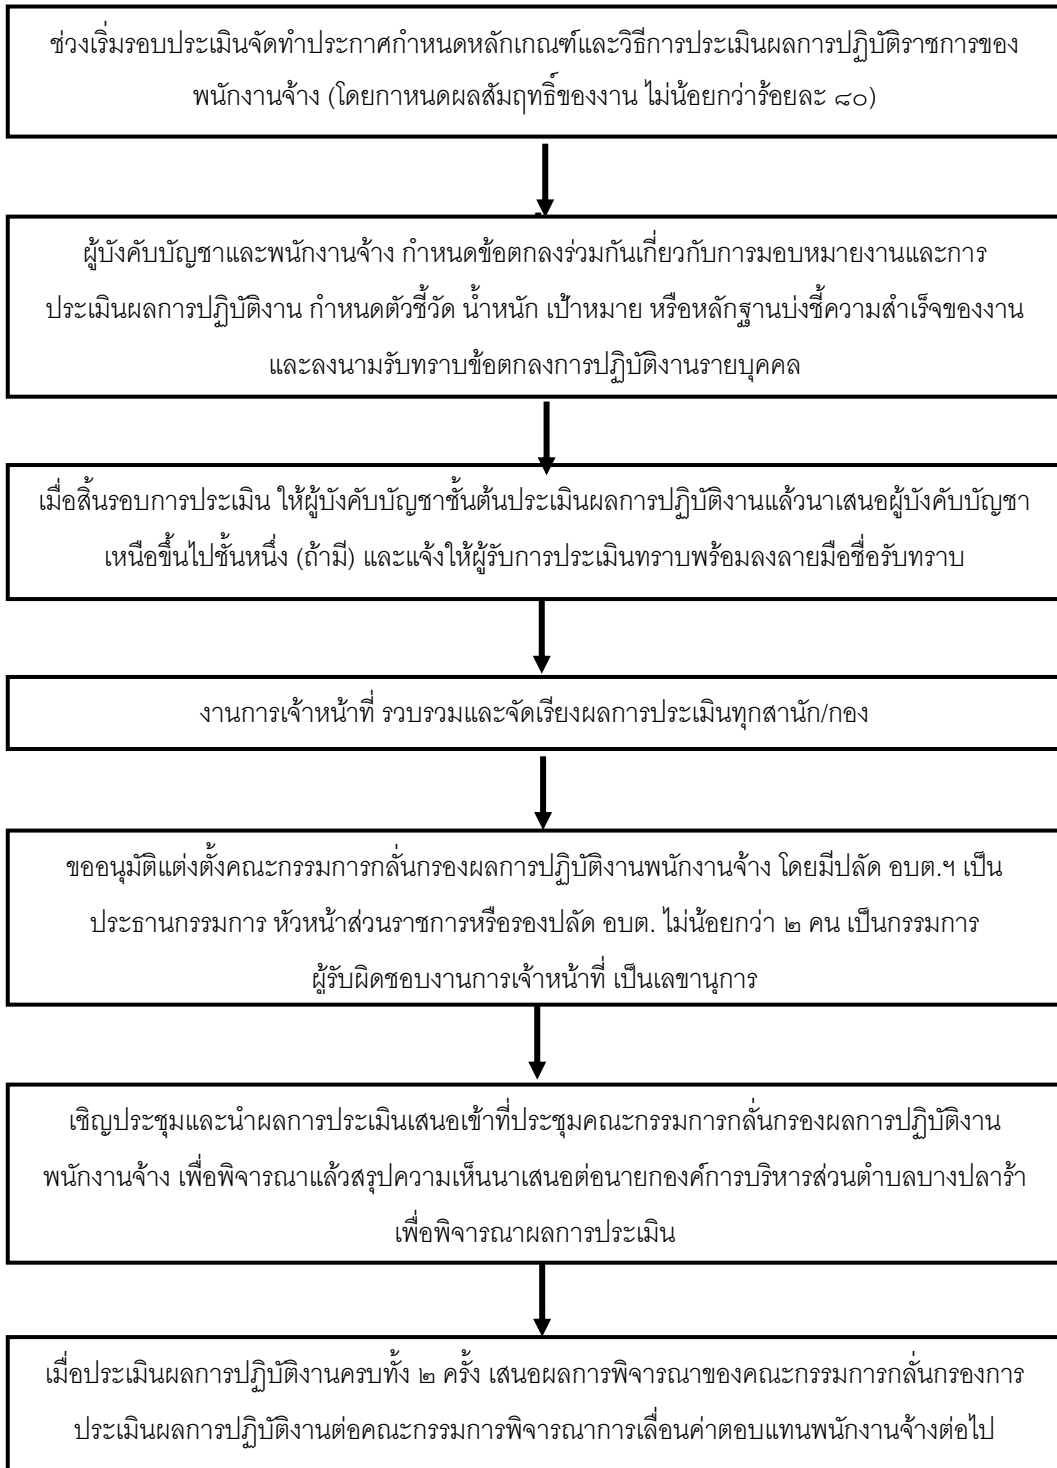 ช่วงเริ่มรอบประเมินจัดทำประกาศกำหนดหลักเกณฑ์และวิธีการประเมินผลการปฏิบัติราชการของ
พนักงานจ้าง (โดยกาหนดผลสัมฤทธิ์ของงาน ไม่น้อยกว่าร้อยละ ๘๐)
ผู้บังคับบัญชาและพนักงานจ้าง กำหนดข้อตกลงร่วมกันเกี่ยวกับการมอบหมายงานและการ
ประเมินผลการปฏิบัติงาน กำหนดตัวชี้วัด น้ำหนัก เป้าหมาย หรือหลักฐานบ่งชี้ความสำเร็จของงาน
และลงนามรับทราบข้อตกลงการปฏิบัติงานรายบุคคล
เมื่อสิ้นรอบการประเมิน ให้ผู้บังคับบัญชาชั้นต้นประเมินผลการปฏิบัติงานแล้วนาเสนอผู้บังคับบัญชา
เหนือขึ้นไปชั้นหนึ่ง (ถ้ามี) และแจ้งให้ผู้รับการประเมินทราบพร้อมลงลายมือชื่อรับทราบ
งานการเจ้าหน้าที่ รวบรวมและจัดเรียงผลการประเมินทุกสานัก/กอง
ขออนุมัติแต่งตั้งคณะกรรมการกลั่นกรองผลการปฏิบัติงานพนักงานจ้าง โดยมีปลัด อบต.ฯ เป็น
ประธานกรรมการ หัวหน้าส่วนราชการหรือรองปลัด อบต. ไม่น้อยกว่า ๒ คน เป็นกรรมการ
ผู้รับผิดชอบงานการเจ้าหน้าที่ เป็นเลขานุการ
เชิญประชุมและนำผลการประเมินเสนอเข้าที่ประชุมคณะกรรมการกลั่นกรองผลการปฏิบัติงาน
พนักงานจ้าง เพื่อพิจารณาแล้วสรุปความเห็นนาเสนอต่อนายกองค์การบริหารส่วนตำบลบางปลาร้า
เพื่อพิจารณาผลการประเมิน
เมื่อประเมินผลการปฏิบัติงานครบทั้ง ๒ ครั้ง เสนอผลการพิจารณาของคณะกรรมการกลั่นกรองการ
ประเมินผลการปฏิบัติงานต่อคณะกรรมการพิจารณาการเลื่อนค่าตอบแทนพนักงานจ้างต่อไป